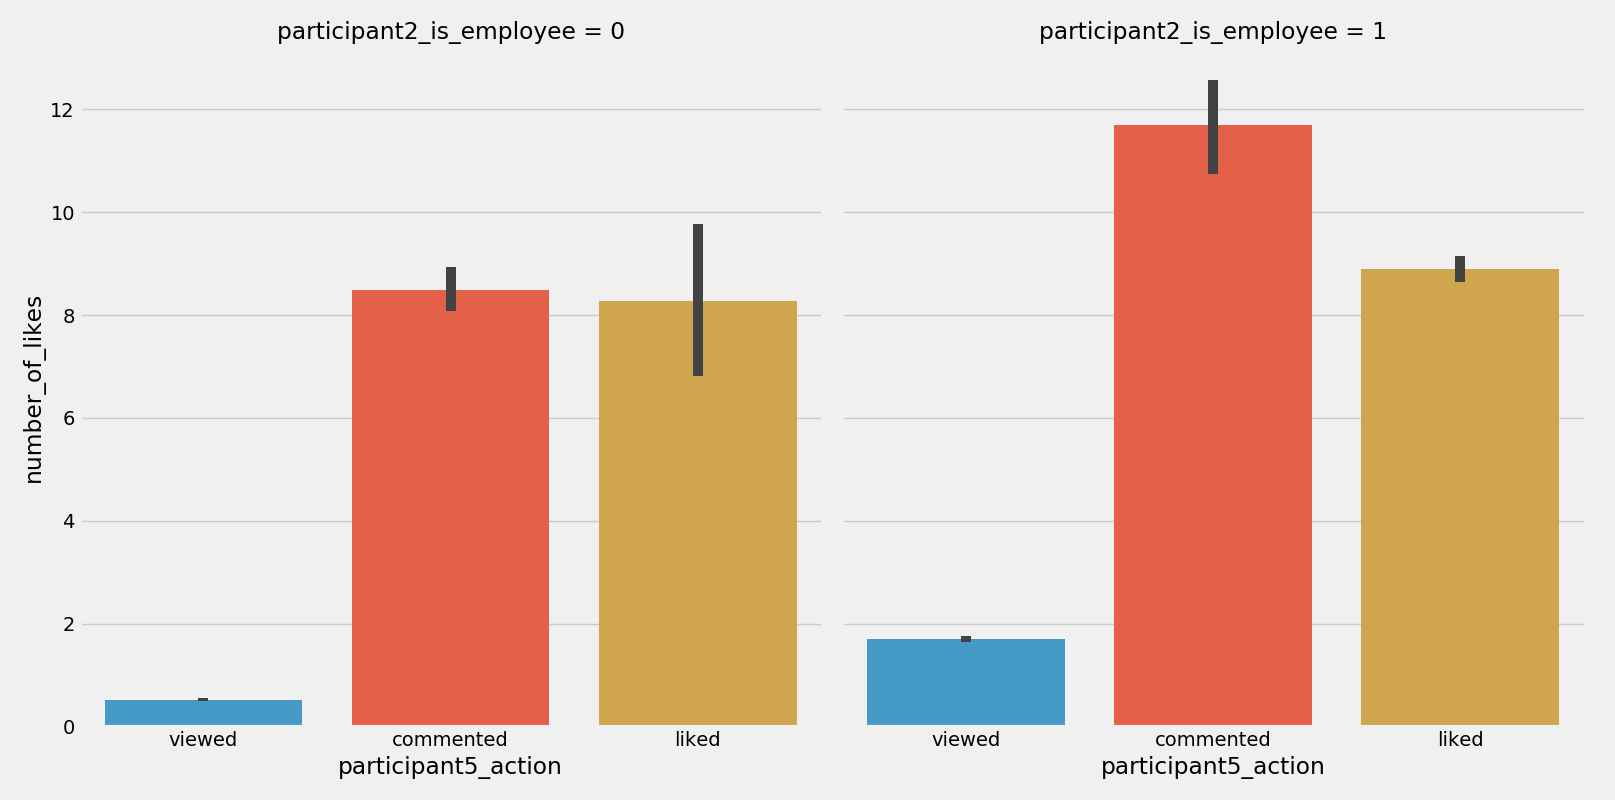 participant2_is_employee = 0
participant2_is_employee = 1
number_of_likes
12
10
8
6
4
2
0
viewed
commented
liked
viewed
commented
liked
participant5_action
participant5_action